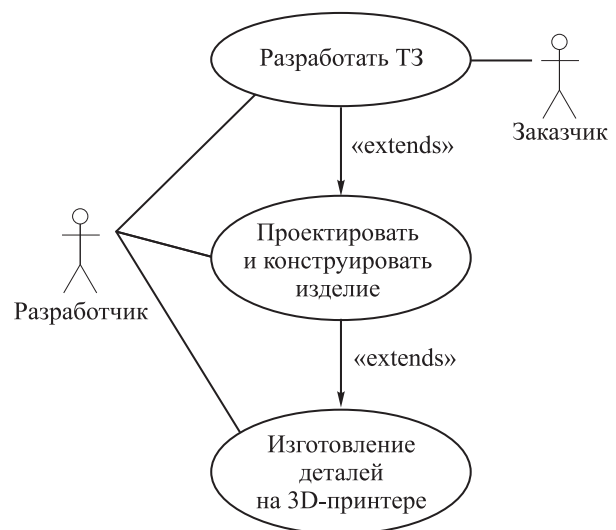 Разработать ТЗ
Заказчик
«extends»
Проектировать
и конструировать
изделие
Разработчик
«extends»
Изготовление
деталей
на 3D-принтере